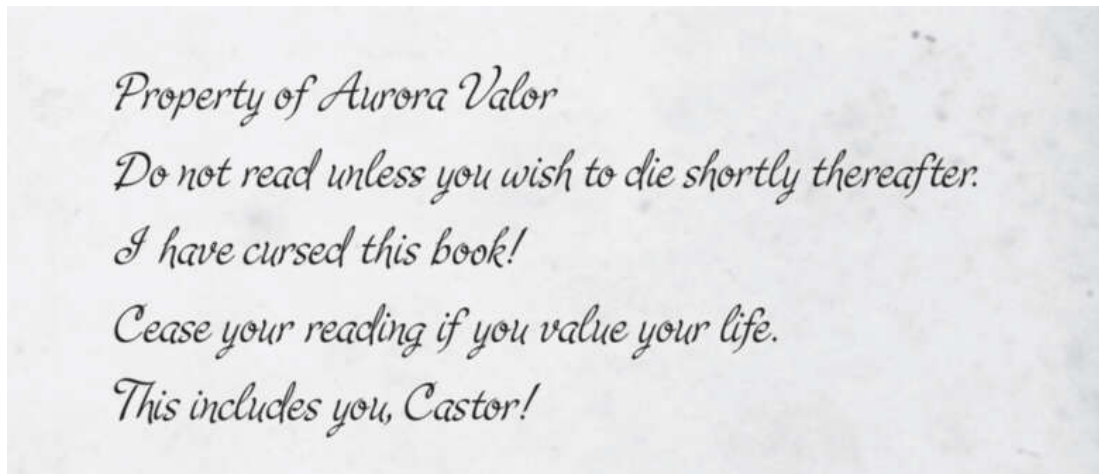 Property of Aurora Valor
Do not read unless you wish to die shortly thereafter.
I have cursed this book!
Cease your reading if you value your life.
This includes you, Castor!